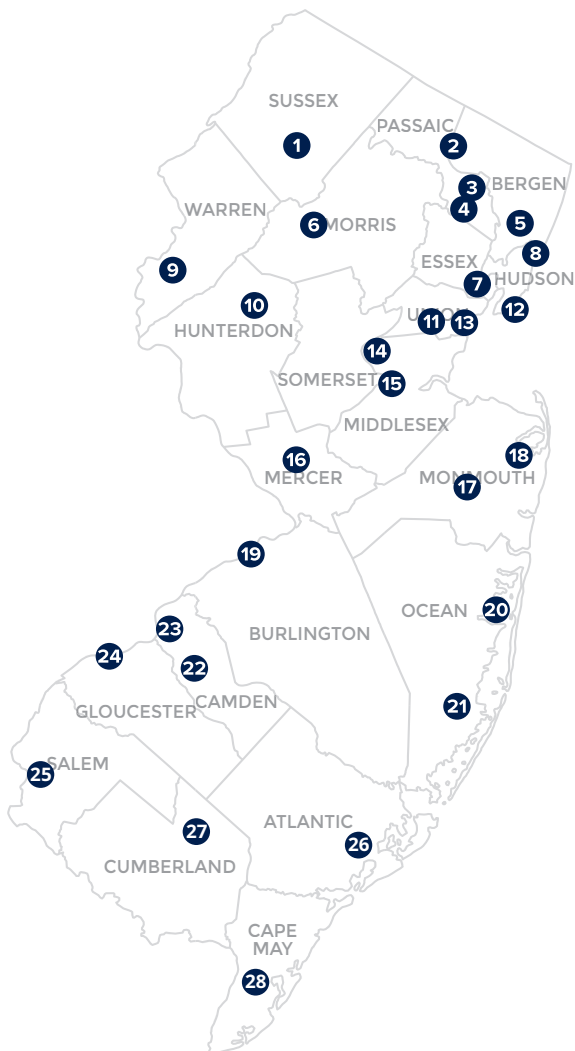 SUSSEX
PASSAIC
1
2
3
BERGEN
WARREN
4
6
MORRIS
5
8
ESSEX
9
7
HUDSON
10
12
UNION
11
13
HUNTERDON
14
SOMERSET
15
MIDDLESEX
18
16
MERCER
MONMOUTH
17
19
OCEAN
20
23
BURLINGTON
24
22
CAMDEN
21
GLOUCESTER
SALEM
25
ATLANTIC
27
26
CUMBERLAND
CAPE
MAY
28